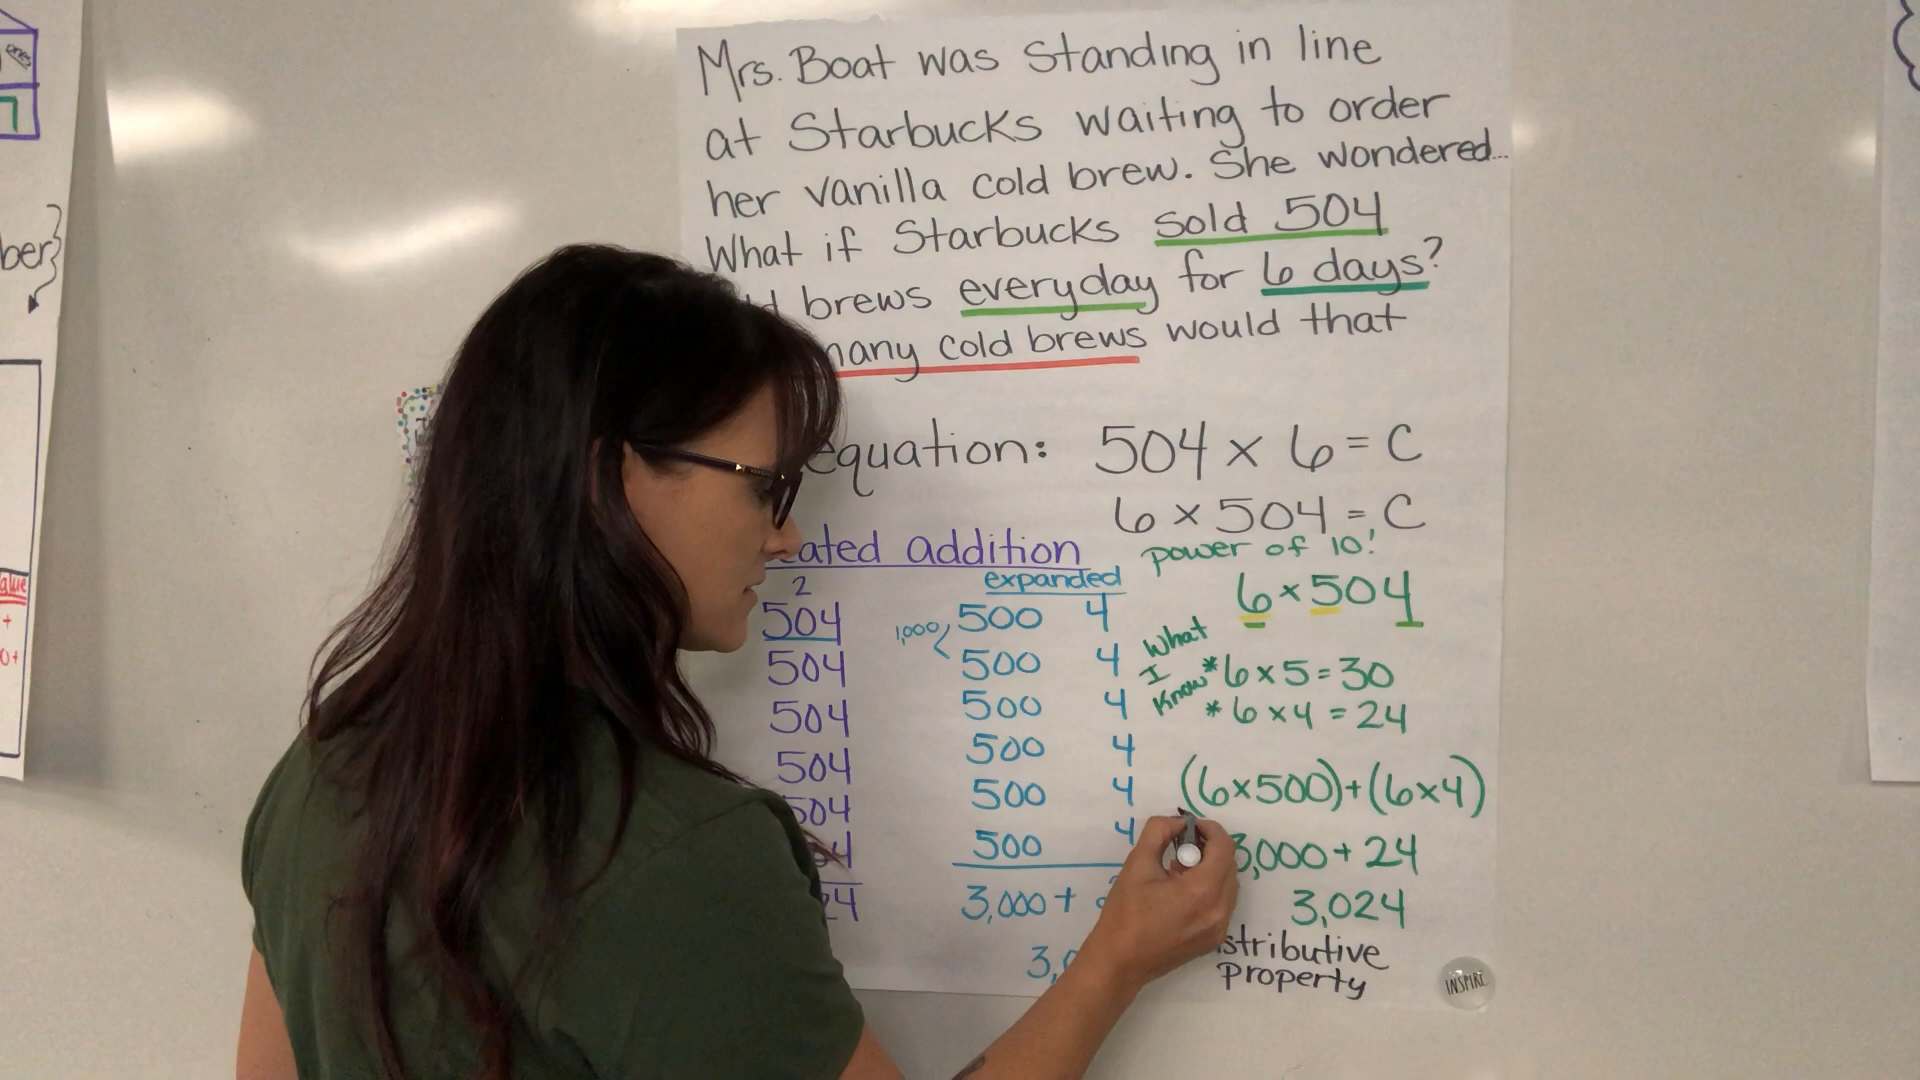 Mrs. Boat was standing in line
at Starbucks waiting to order
her vanilla cold brew. She wondered...
What if Starbucks sold 504
brews everyday for 6 days?
many cold brews would that
equation: 504 x 6 = C
6 x 504 = C
addition
2
504
504
504
504
504
expanded
1,000
500 4
500 4
500 4
500 4
500 4
500 4
3,000 +
power of 10!
6 x 504
What
I
Know
* 6 x 5 = 30
* 6 x 4 = 24
(6x500)+(6x4)
3,000 + 24
3,024
Property
INSPIRE